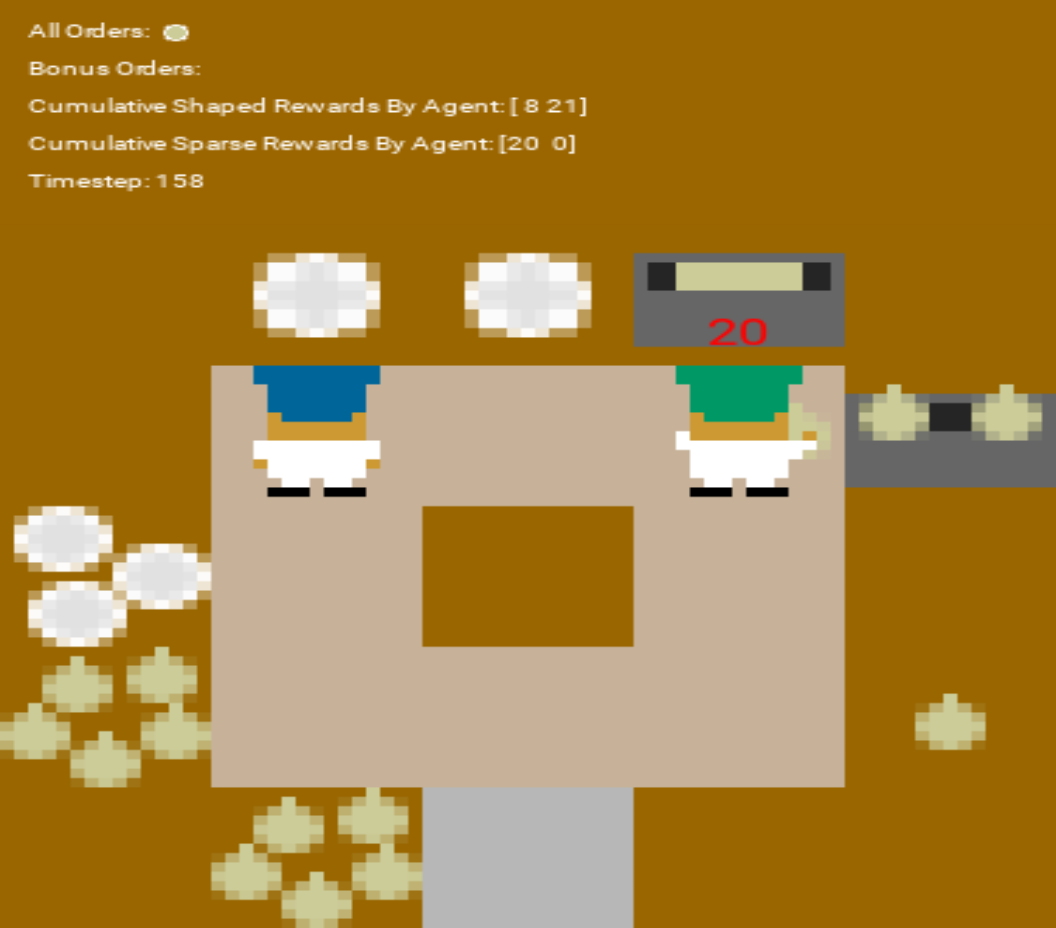 All Orders:
Bonus Orders:
Cumulative Shaped Rewards By Agent: [ 8 21]
Cumulative Sparse Rewards By Agent: [20  0]
Timestep: 158
20